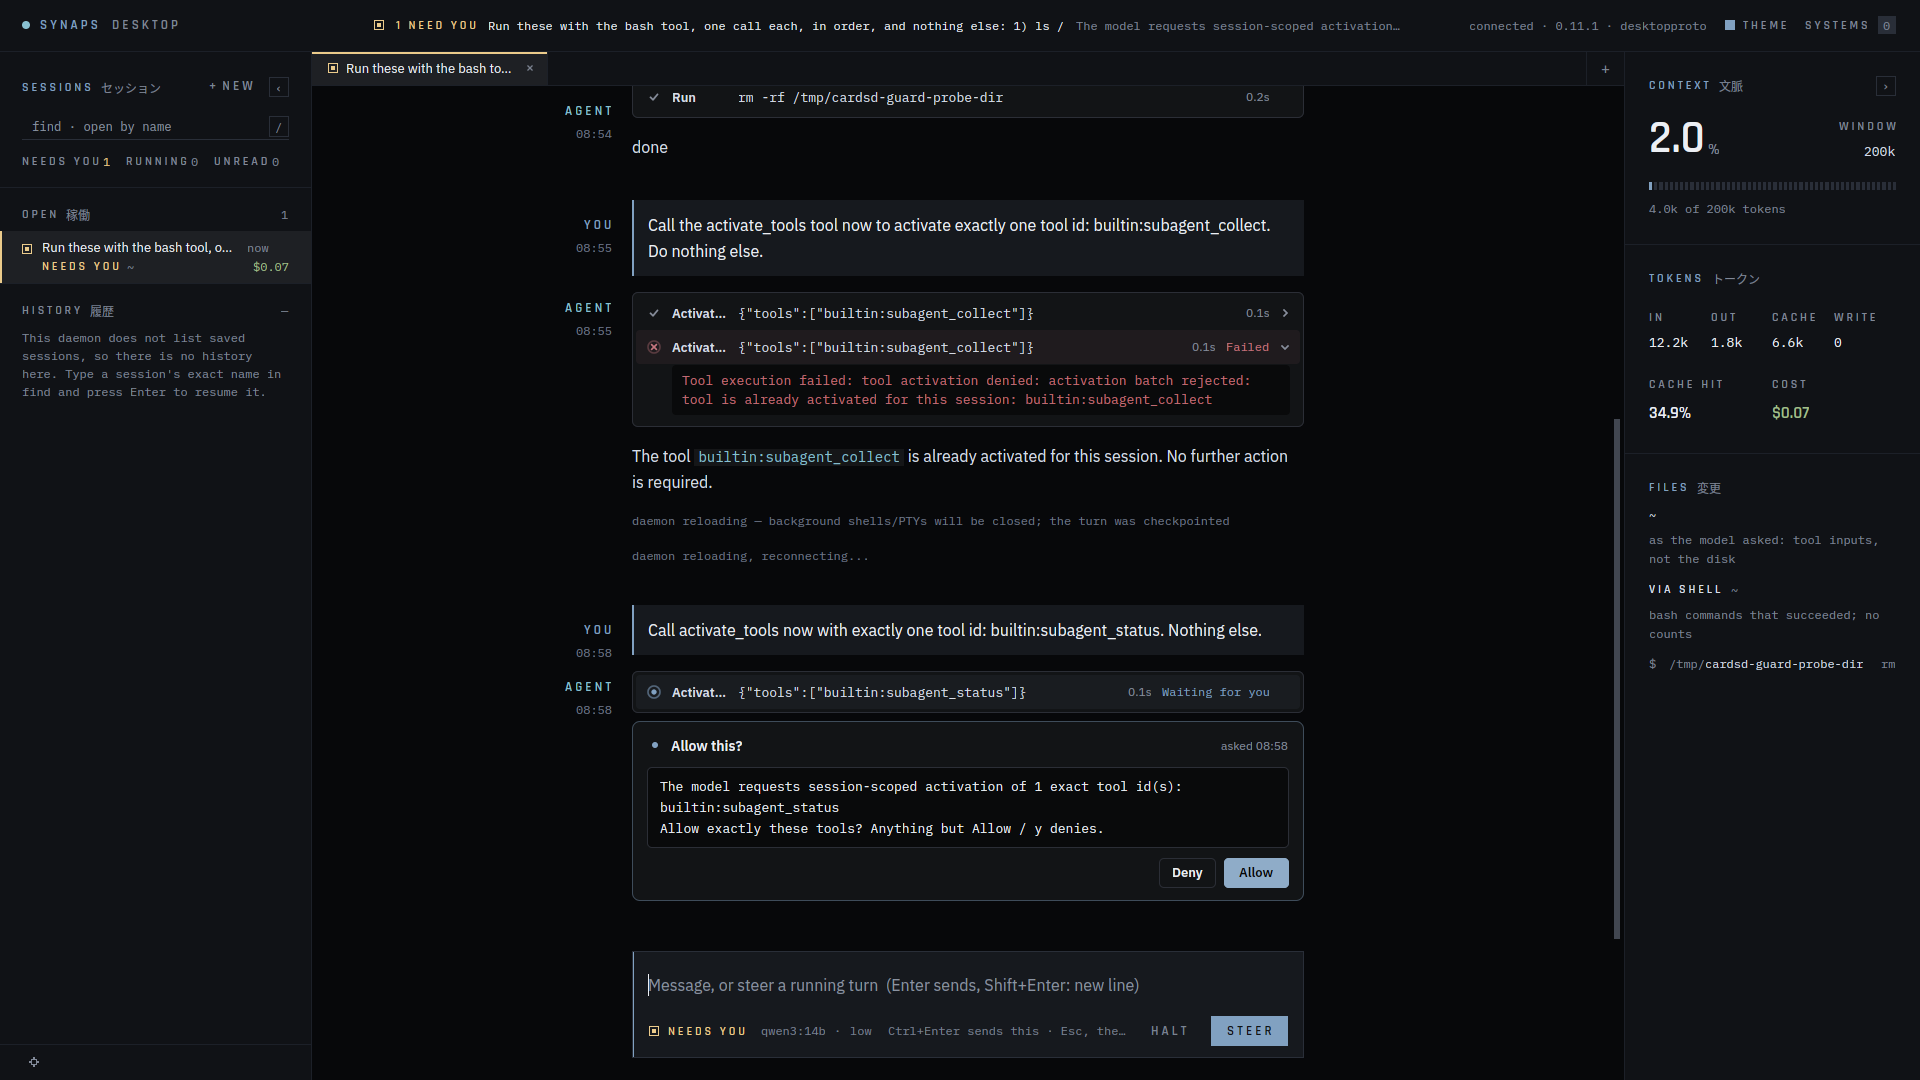 SYNAPS DESKTOP
1 NEED YOU Run these with the bash tool, one call each, in order, and nothing else: 1) ls / The model requests session-scoped activation…
connected · 0.11.1 · desktopproto THEME SYSTEMS 0
SESSIONS セッション + NEW ‹
find · open by name /
NEEDS YOU 1 RUNNING 0 UNREAD 0
OPEN 稼働 1
Run these with the bash tool, o… now
NEEDS YOU ~ $0.07
HISTORY 履歴 —
This daemon does not list saved
sessions, so there is no history
here. Type a session's exact name in
find and press Enter to resume it.
Run these with the bash to… × +
AGENT
08:54
Run rm -rf /tmp/cardsd-guard-probe-dir 0.2s
done
YOU
08:55
Call the activate_tools tool now to activate exactly one tool id: builtin:subagent_collect.
Do nothing else.
AGENT
08:55
Activat… {"tools":["builtin:subagent_collect"]} 0.1s ›
Activat… {"tools":["builtin:subagent_collect"]} 0.1s Failed
Tool execution failed: tool activation denied: activation batch rejected:
tool is already activated for this session: builtin:subagent_collect
The tool builtin:subagent_collect is already activated for this session. No further action
is required.
daemon reloading — background shells/PTYs will be closed; the turn was checkpointed
daemon reloading, reconnecting...
YOU
08:58
Call activate_tools now with exactly one tool id: builtin:subagent_status. Nothing else.
AGENT
08:58
Activat… {"tools":["builtin:subagent_status"]} 0.1s Waiting for you
Allow this? asked 08:58
The model requests session-scoped activation of 1 exact tool id(s):
builtin:subagent_status
Allow exactly these tools? Anything but Allow / y denies.
Deny Allow
Message, or steer a running turn (Enter sends, Shift+Enter: new line)
NEEDS YOU qwen3:14b · low Ctrl+Enter sends this · Esc, the… HALT STEER
CONTEXT 文脈 ›
2.0 % WINDOW
200k
4.0k of 200k tokens
TOKENS トークン
IN OUT CACHE WRITE
12.2k 1.8k 6.6k 0
CACHE HIT COST
34.9% $0.07
FILES 変更
~
as the model asked: tool inputs,
not the disk
VIA SHELL ~
bash commands that succeeded; no
counts
$ /tmp/cardsd-guard-probe-dir rm